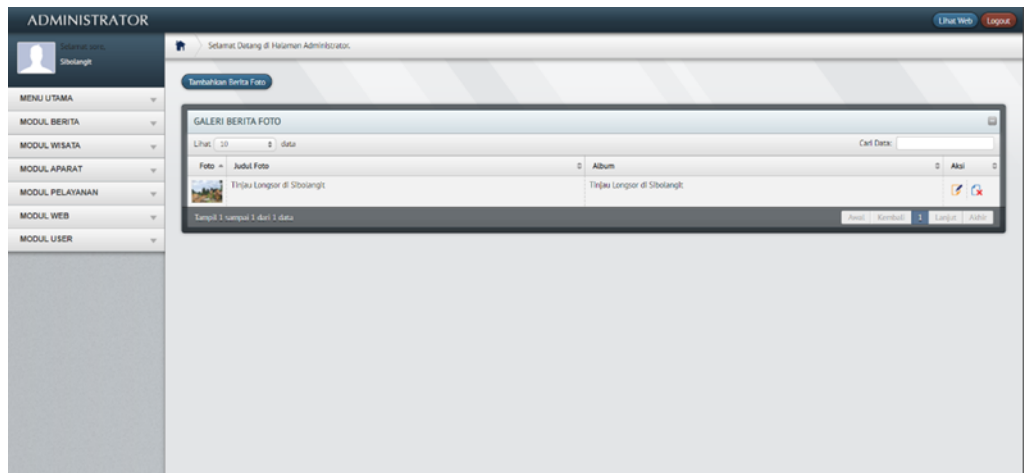 ADMINISTRATOR
Lihat Web Logout
Selamat Datang di Halaman Administrator.
Sibolangit
Tambahkan Berita Foto
MENU UTAMA
MODUL BERITA
MODUL WISATA
MODUL APARAT
MODUL PELAYANAN
MODUL WEB
MODUL USER
GALERI BERITA FOTO
Lihat 10 data
Cari Data:
Foto Judul Foto Album Aksi
Tinjau Longsor di Sibolangit Tinjau Longsor di Sibolangit
Tampil 1 sampai 1 dari 1 data
Awal Kembali 1 Lanjut Akhir